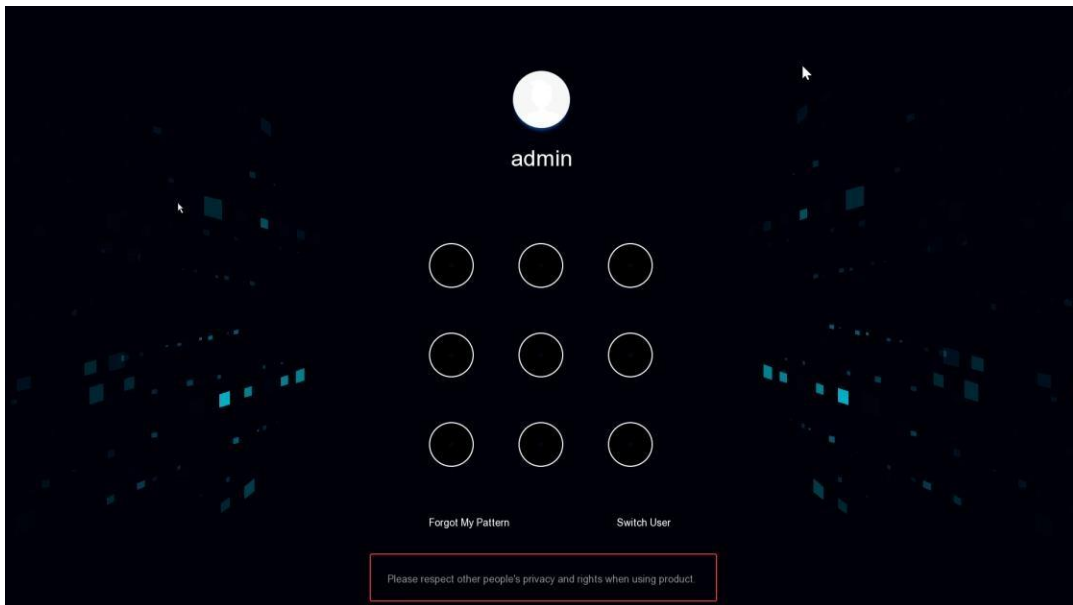 admin
Forgot My Pattern
Switch User
Please respect other people's privacy and rights when using product.